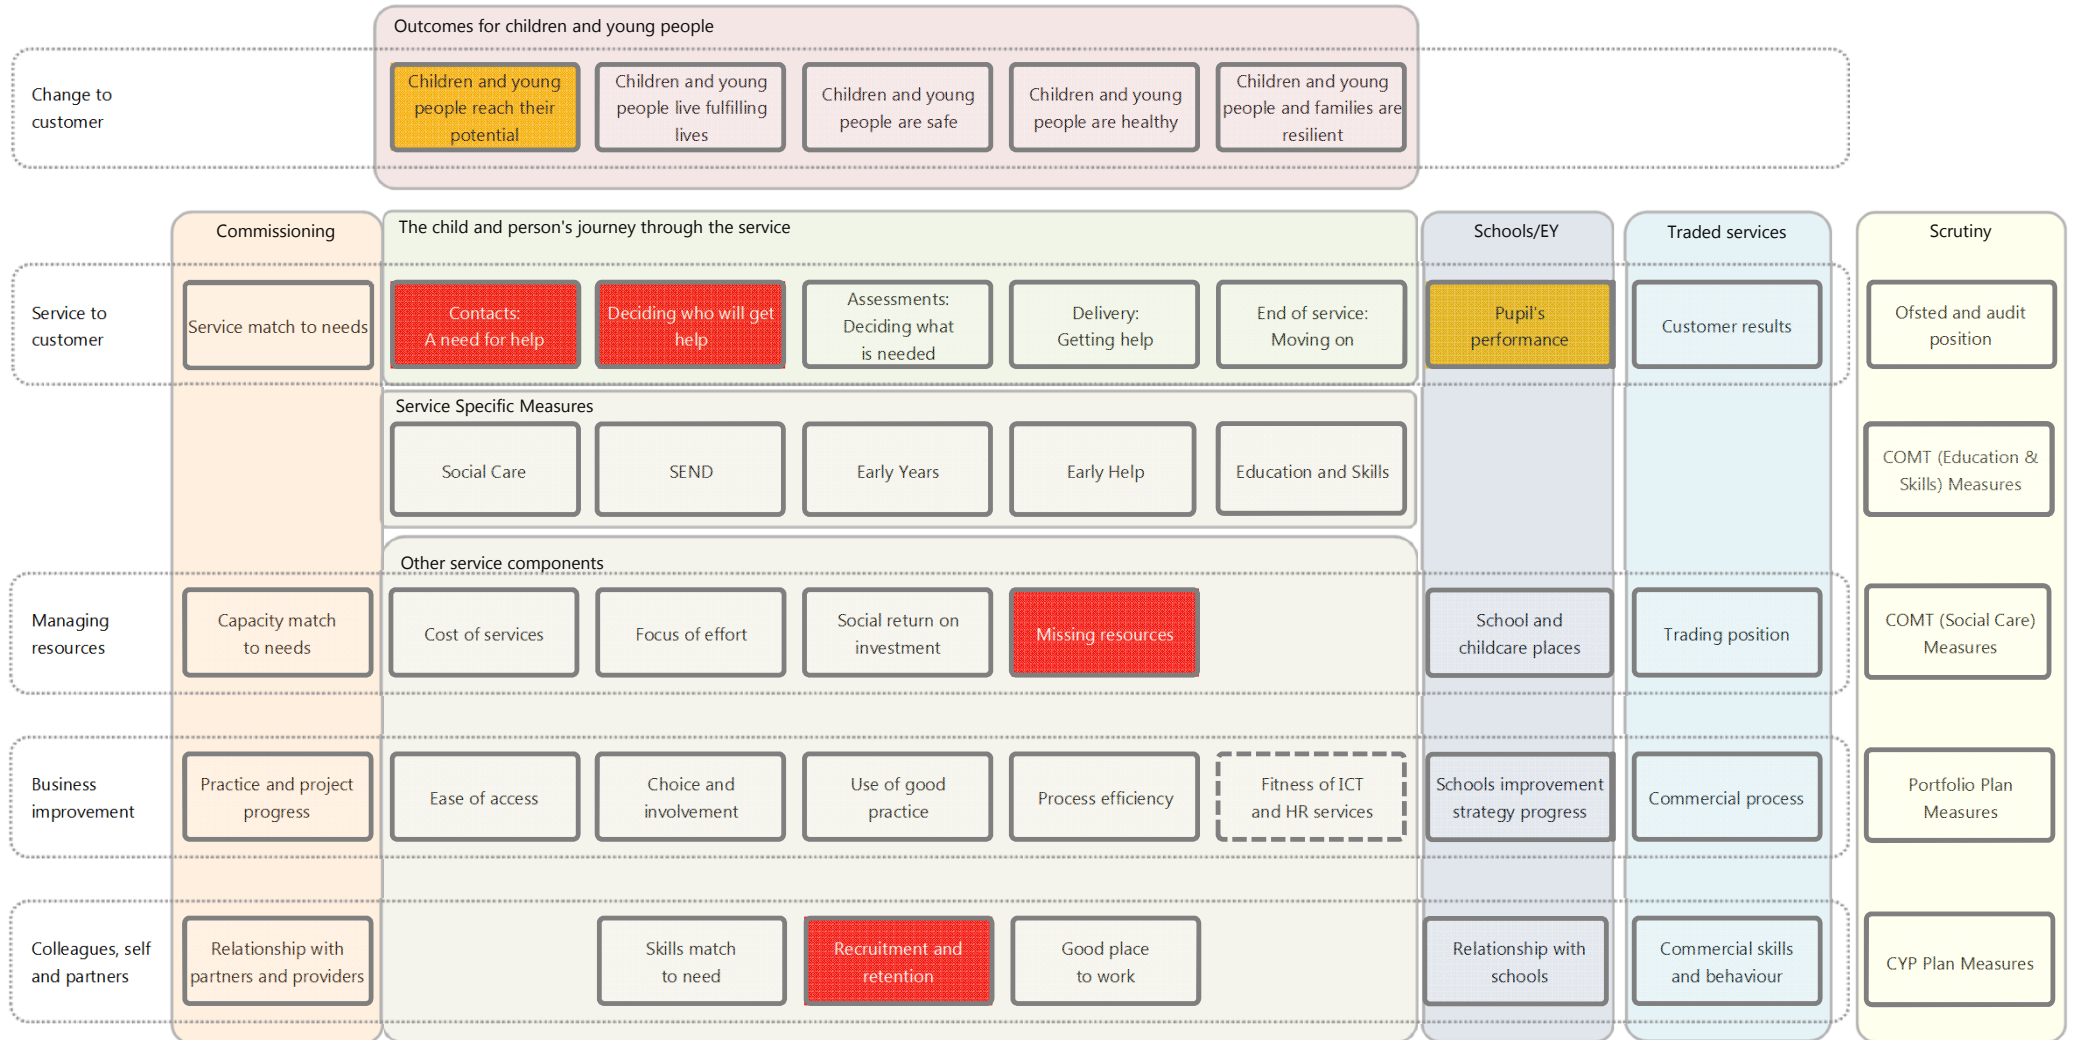 Outcomes for children and young people
Change to
customer
Children and young
people reach their
potential
Children and young
people live fulfilling
lives
Children and young
people are safe
Children and young
people are healthy
Children and young
people and families are
resilient
Commissioning
The child and person's journey through the service
Schools/EY
Traded services
Scrutiny
Service to
customer
Service match to needs
Contacts:
A need for help
Deciding who will get
help
Assessments:
Deciding what
is needed
Delivery:
Getting help
End of service:
Moving on
Pupil's
performance
Customer results
Ofsted and audit
position
Service Specific Measures
Social Care
SEND
Early Years
Early Help
Education and Skills
COMT (Education &
Skills) Measures
Other service components
Managing
resources
Capacity match
to needs
Cost of services
Focus of effort
Social return on
investment
Missing resources
School and
childcare places
Trading position
COMT (Social Care)
Measures
Business
improvement
Practice and project
progress
Ease of access
Choice and
involvement
Use of good
practice
Process efficiency
Fitness of ICT
and HR services
Schools improvement
strategy progress
Commercial process
Portfolio Plan
Measures
Colleagues, self
and partners
Relationship with
partners and providers
Skills match
to need
Recruitment and
retention
Good place
to work
Relationship with
schools
Commercial skills
and behaviour
CYP Plan Measures